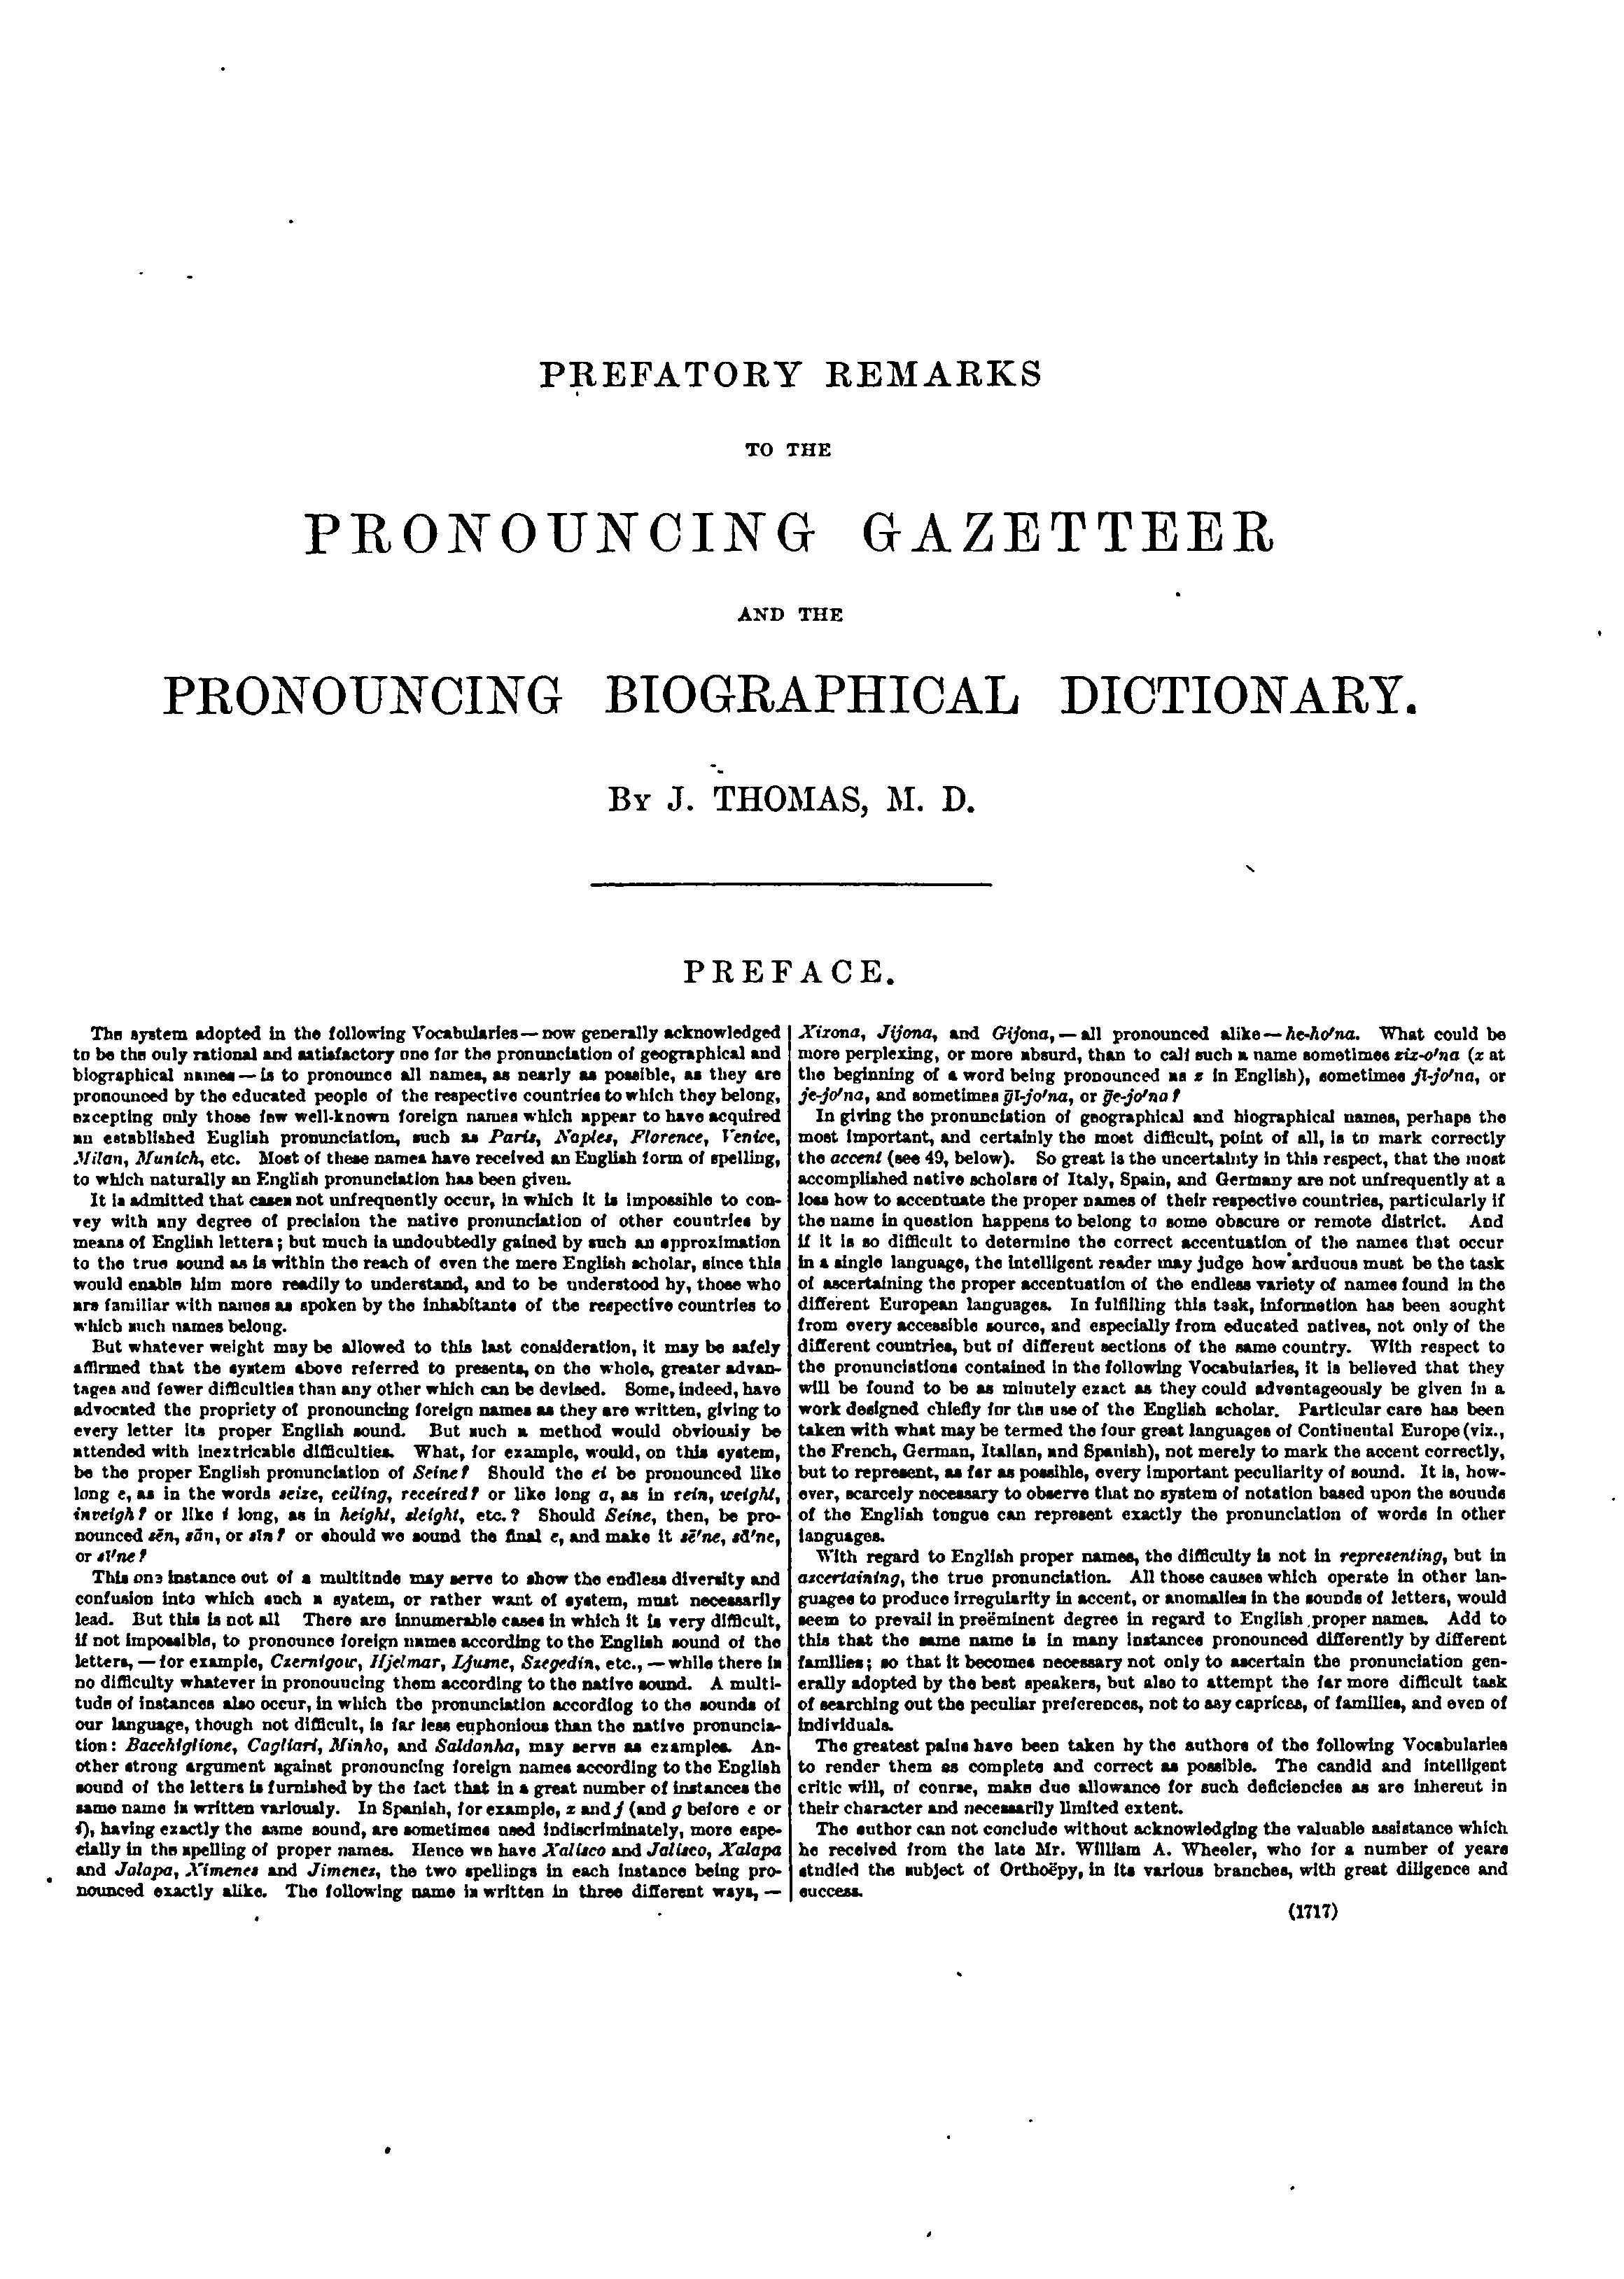 PREFATORY REMARKS
TO THE
PRONOUNCING GAZETTEER
AND THE
PRONOUNCING BIOGRAPHICAL DICTIONARY.
By J. THOMAS, M. D.
PREFACE.
The system adopted in the following Vocabularies — now generally acknowledged
to be the only rational and satisfactory one for the pronunciation of geographical and
biographical names — is to pronounce all names, as nearly as possible, as they are
pronounced by the educated people of the respective countries to which they belong,
excepting only those few well-known foreign names which appear to have acquired
an established English pronunciation, such as Paris, Naples, Florence, Venice,
Milan, Munich, etc. Most of these names have received an English form of spelling,
to which naturally an English pronunciation has been given.
It is admitted that cases not unfrequently occur, in which it is impossible to con-
vey with any degree of precision the native pronunciation of other countries by
means of English letters; but much is undoubtedly gained by such an approximation
to the true sound as is within the reach of even the mere English scholar, since this
would enable him more readily to understand, and to be understood by, those who
are familiar with names as spoken by the inhabitants of the respective countries to
which such names belong.
But whatever weight may be allowed to this last consideration, it may be safely
affirmed that the system above referred to presents, on the whole, greater advan-
tages and fewer difficulties than any other which can be devised. Some, indeed, have
advocated the propriety of pronouncing foreign names as they are written, giving to
every letter its proper English sound. But such a method would obviously be
attended with inextricable difficulties. What, for example, would, on this system,
be the proper English pronunciation of Seine? Should the ei be pronounced like
long e, as in the words seize, ceiling, received? or like long a, as in rein, weight,
inveigh? or like i long, as in height, sleight, etc.? Should Seine, then, be pro-
nounced sēn, sān, or sīn? or should we sound the final e, and make it sē'ne, sā'ne,
or sī'ne?
This one instance out of a multitude may serve to show the endless diversity and
confusion into which such a system, or rather want of system, must necessarily
lead. But this is not all There are innumerable cases in which it is very difficult,
if not impossible, to pronounce foreign names according to the English sound of the
letters, — for example, Czernigow, Hjelmar, Ljusne, Szegedin, etc., — while there is
no difficulty whatever in pronouncing them according to the native sound. A multi-
tude of instances also occur, in which the pronunciation according to the sounds of
our language, though not difficult, is far less euphonious than the native pronuncia-
tion: Bacchiglione, Cagliari, Minho, and Saldanha, may serve as examples. An-
other strong argument against pronouncing foreign names according to the English
sound of the letters is furnished by the fact that in a great number of instances the
same name is written variously. In Spanish, for example, x and j (and g before e or
i), having exactly the same sound, are sometimes used indiscriminately, more espe-
cially in the spelling of proper names. Hence we have Xalisco and Jalisco, Xalapa
and Jalapa, Ximenes and Jimenez, the two spellings in each instance being pro-
nounced exactly alike. The following name is written in three different ways, —
Xixona, Jijona, and Gijona, — all pronounced alike — he-ho'na. What could be
more perplexing, or more absurd, than to call such a name sometimes ziz-o'na (x at
the beginning of a word being pronounced as z in English), sometimes jī-jo'na, or
je-jo'na, and sometimes ḡī-jo'na, or ḡe-jo'na?
In giving the pronunciation of geographical and biographical names, perhaps the
most important, and certainly the most difficult, point of all, is to mark correctly
the accent (see 49, below). So great is the uncertainty in this respect, that the most
accomplished native scholars of Italy, Spain, and Germany are not unfrequently at a
loss how to accentuate the proper names of their respective countries, particularly if
the name in question happens to belong to some obscure or remote district. And
if it is so difficult to determine the correct accentuation of the names that occur
in a single language, the intelligent reader may judge how arduous must be the task
of ascertaining the proper accentuation of the endless variety of names found in the
different European languages. In fulfilling this task, information has been sought
from every accessible source, and especially from educated natives, not only of the
different countries, but of different sections of the same country. With respect to
the pronunciations contained in the following Vocabularies, it is believed that they
will be found to be as minutely exact as they could advantageously be given in a
work designed chiefly for the use of the English scholar. Particular care has been
taken with what may be termed the four great languages of Continental Europe (viz.,
the French, German, Italian, and Spanish), not merely to mark the accent correctly,
but to represent, as far as possible, every important peculiarity of sound. It is, how-
ever, scarcely necessary to observe that no system of notation based upon the sounds
of the English tongue can represent exactly the pronunciation of words in other
languages.
With regard to English proper names, the difficulty is not in representing, but in
ascertaining, the true pronunciation. All those causes which operate in other lan-
guages to produce irregularity in accent, or anomalies in the sounds of letters, would
seem to prevail in preëminent degree in regard to English proper names. Add to
this that the same name is in many instances pronounced differently by different
families; so that it becomes necessary not only to ascertain the pronunciation gen-
erally adopted by the best speakers, but also to attempt the far more difficult task
of searching out the peculiar preferences, not to say caprices, of families, and even of
individuals.
The greatest pains have been taken by the authors of the following Vocabularies
to render them as complete and correct as possible. The candid and intelligent
critic will, of course, make due allowance for such deficiencies as are inherent in
their character and necessarily limited extent.
The author can not conclude without acknowledging the valuable assistance which
he received from the late Mr. William A. Wheeler, who for a number of years
studied the subject of Orthoëpy, in its various branches, with great diligence and
success.
(1717)